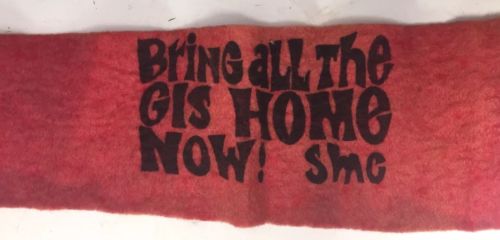 Bring all The
GIS HOME
NOW! Smc